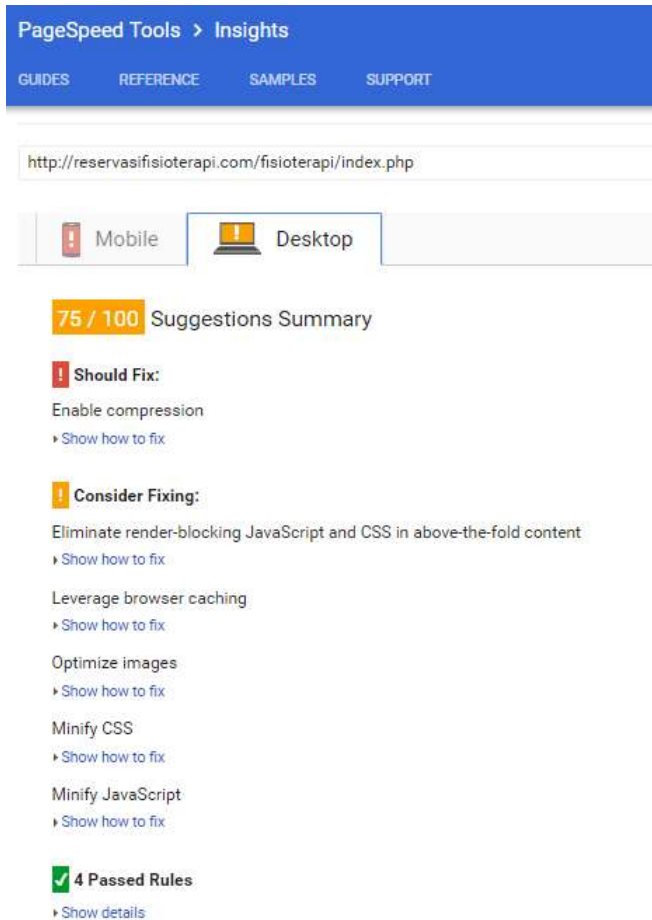 PageSpeed Tools > Insights
GUIDES REFERENCE SAMPLES SUPPORT
http://reservasifisioterapi.com/fisioterapi/index.php
Mobile Desktop
75 / 100 Suggestions Summary
! Should Fix:
Enable compression
Show how to fix
! Consider Fixing:
Eliminate render-blocking JavaScript and CSS in above-the-fold content
Show how to fix
Leverage browser caching
Show how to fix
Optimize images
Show how to fix
Minify CSS
Show how to fix
Minify JavaScript
Show how to fix
4 Passed Rules
Show details